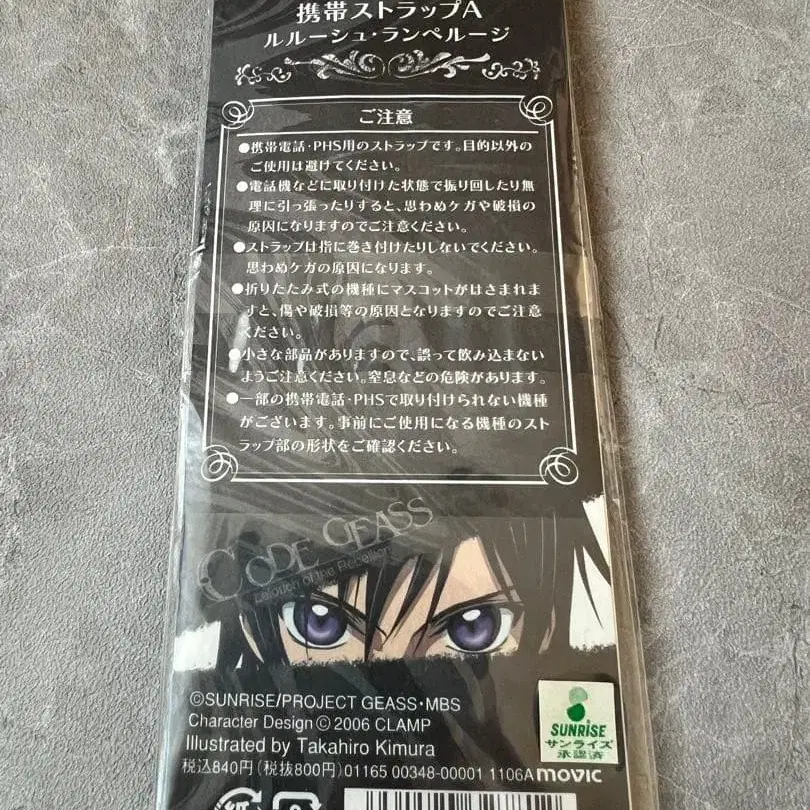 携帯ストラップA
ルルーシュ・ランペルージ
ご注意
●携帯電話・PHS用のストラップです。目的以外の
ご使用は避けてください。
●電話機などに取り付けた状態で振り回したり無
理に引っ張ったりすると、思わぬケガや破損の
原因になりますのでご注意ください。
●ストラップは指に巻き付けたりしないでください。
思わぬケガの原因になります。
●折りたたみ式の機種にマスコットがはさまれま
すと、傷や破損等の原因となりますのでご注意
ください。
●小さな部品がありますので、誤って飲み込まない
ようご注意ください。窒息などの危険があります。
●一部の携帯電話・PHSで取り付けられない機種
がございます。事前にご使用になる機種のスト
ラップ部の形状をご確認ください。
CODE GEASS
Lelouch of the Rebellion
©SUNRISE/PROJECT GEASS・MBS
Character Design © 2006 CLAMP
Illustrated by Takahiro Kimura
税込840円(税抜800円) 01165 00348-00001 1106A movic
SUNRISE
サンライズ
承認済
紙